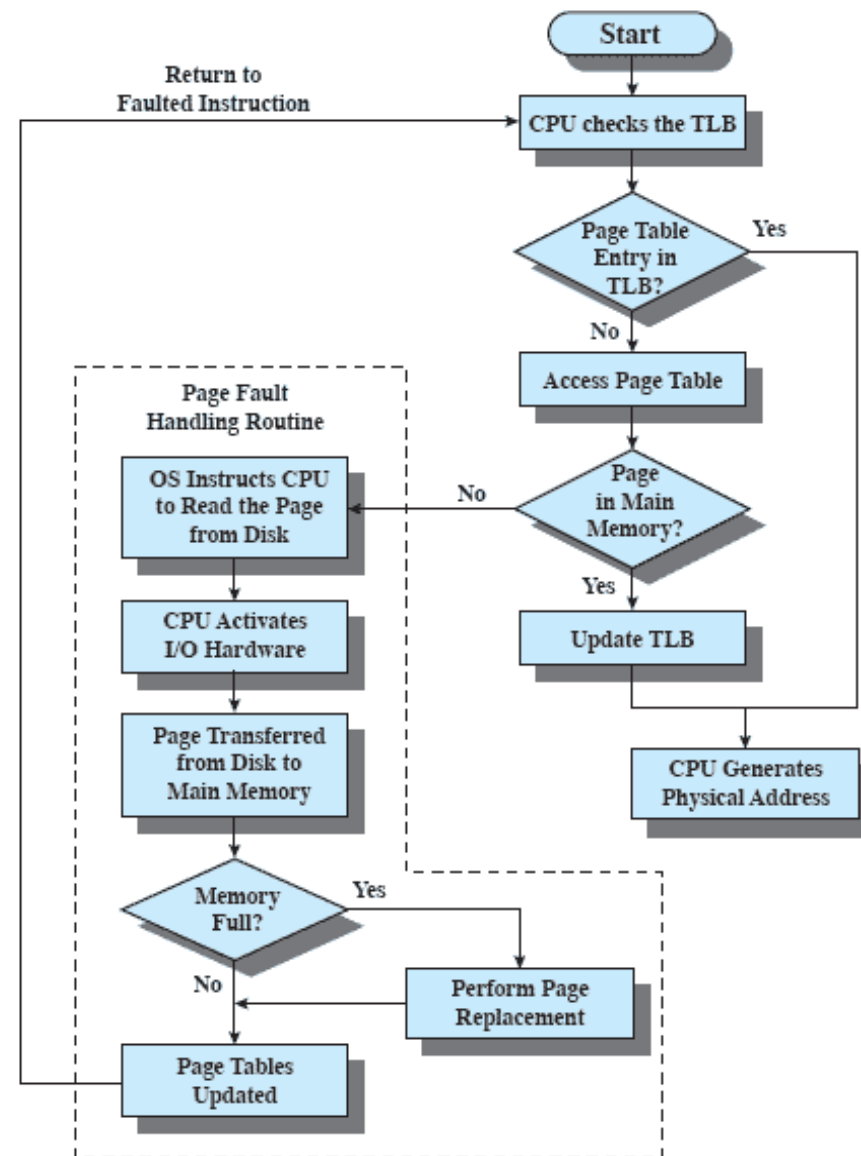 Start
Return to
Faulted Instruction
CPU checks the TLB
Page Table
Entry in
TLB?
Yes
No
Access Page Table
Page Fault
Handling Routine
OS Instructs CPU
to Read the Page
from Disk
No
Page
in Main
Memory?
Yes
CPU Activates
I/O Hardware
Update TLB
Page Transferred
from Disk to
Main Memory
CPU Generates
Physical Address
Memory
Full?
Yes
No
Perform Page
Replacement
Page Tables
Updated